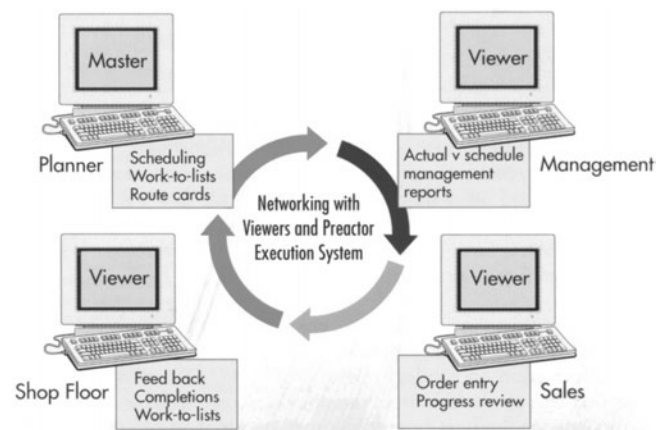 Master
Planner
Scheduling
Work-to-lists
Route cards
Viewer
Actual v schedule
management
reports
Management
Networking with
Viewers and Preactor
Execution System
Viewer
Shop Floor
Feed back
Completions
Work-to-lists
Viewer
Order entry
Progress review
Sales